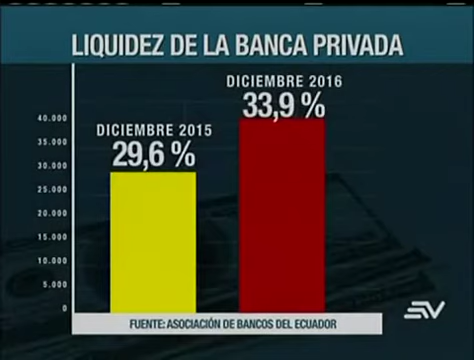 LIQUIDEZ DE LA BANCA PRIVADA
DICIEMBRE 2016
33,9 %
DICIEMBRE 2015
29,6 %
40.000
35.000
30.000
25.000
20.000
15.000
10.000
5.000
0
FUENTE: ASOCIACIÓN DE BANCOS DEL ECUADOR